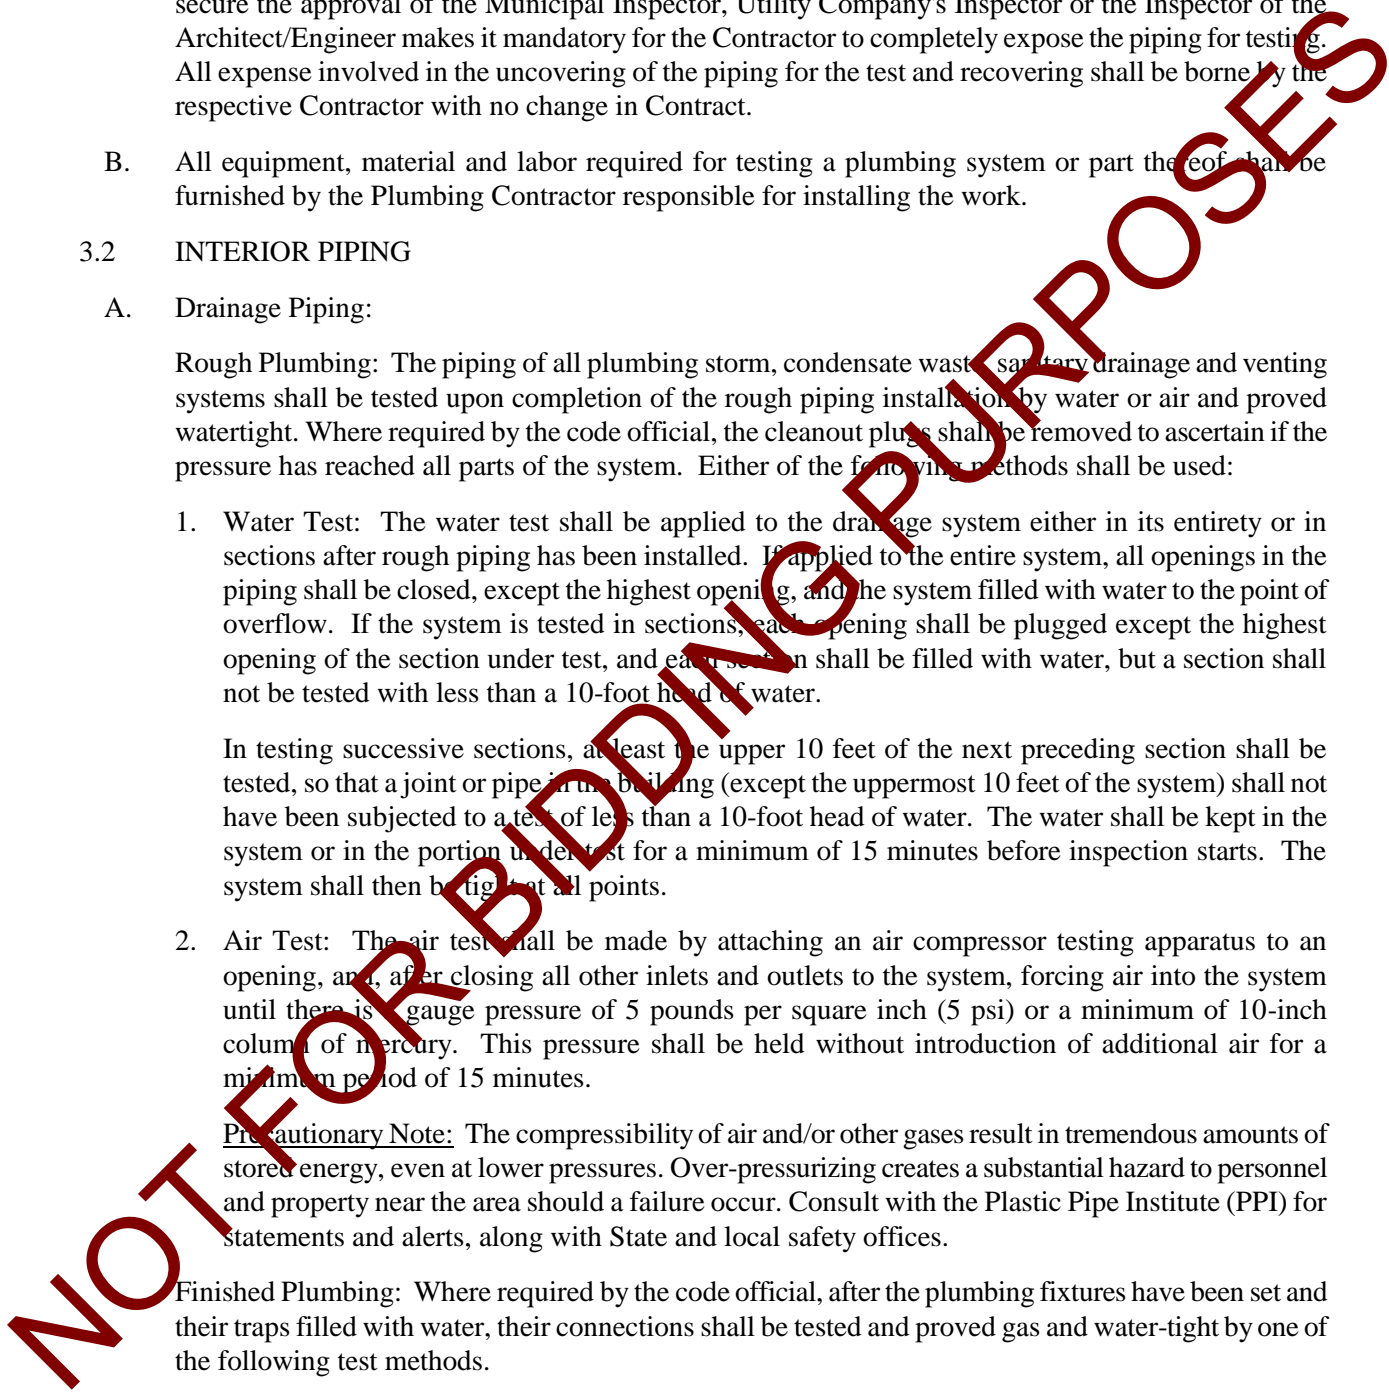 secure the approval of the Municipal Inspector, Utility Company's Inspector or the Inspector of the
Architect/Engineer makes it mandatory for the Contractor to completely expose the piping for testing.
All expense involved in the uncovering of the piping for the test and recovering shall be borne by the
respective Contractor with no change in Contract.
B. All equipment, material and labor required for testing a plumbing system or part thereof shall be
furnished by the Plumbing Contractor responsible for installing the work.
3.2 INTERIOR PIPING
A. Drainage Piping:
Rough Plumbing: The piping of all plumbing storm, condensate waste, sanitary drainage and venting
systems shall be tested upon completion of the rough piping installation by water or air and proved
watertight. Where required by the code official, the cleanout plugs shall be removed to ascertain if the
pressure has reached all parts of the system. Either of the following methods shall be used:
1. Water Test: The water test shall be applied to the drainage system either in its entirety or in
sections after rough piping has been installed. If applied to the entire system, all openings in the
piping shall be closed, except the highest opening, and the system filled with water to the point of
overflow. If the system is tested in sections, each opening shall be plugged except the highest
opening of the section under test, and each section shall be filled with water, but a section shall
not be tested with less than a 10-foot head of water.
In testing successive sections, at least the upper 10 feet of the next preceding section shall be
tested, so that a joint or pipe in the building (except the uppermost 10 feet of the system) shall not
have been subjected to a test of less than a 10-foot head of water. The water shall be kept in the
system or in the portion under test for a minimum of 15 minutes before inspection starts. The
system shall then be tight at all points.
2. Air Test: The air test shall be made by attaching an air compressor testing apparatus to an
opening, and, after closing all other inlets and outlets to the system, forcing air into the system
until there is a gauge pressure of 5 pounds per square inch (5 psi) or a minimum of 10-inch
column of mercury. This pressure shall be held without introduction of additional air for a
minimum period of 15 minutes.
Precautionary Note: The compressibility of air and/or other gases result in tremendous amounts of
stored energy, even at lower pressures. Over-pressurizing creates a substantial hazard to personnel
and property near the area should a failure occur. Consult with the Plastic Pipe Institute (PPI) for
statements and alerts, along with State and local safety offices.
Finished Plumbing: Where required by the code official, after the plumbing fixtures have been set and
their traps filled with water, their connections shall be tested and proved gas and water-tight by one of
the following test methods.
NOT FOR BIDDING PURPOSES